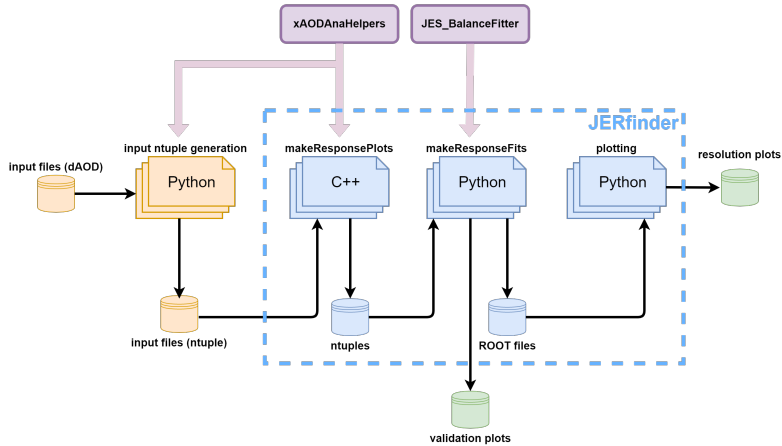 xAODAnaHelpers
JES_BalanceFitter
JERfinder
input ntuple generation
makeResponsePlots
makeResponseFits
plotting
resolution plots
input files (dAOD)
Python
C++
Python
Python
input files (ntuple)
ntuples
ROOT files
validation plots